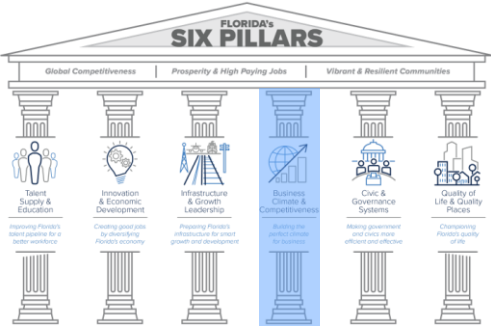 FLORIDA's
SIX PILLARS
Global Competitiveness | Prosperity & High Paying Jobs | Vibrant & Resilient Communities
Talent
Supply &
Education
Improving Florida's
talent pipeline for a
better workforce
Innovation
& Economic
Development
Creating good jobs
by diversifying
Florida's economy
Infrastructure
& Growth
Leadership
Preparing Florida's
infrastructure for smart
growth and development
Business
Climate &
Competitiveness
Building the
perfect climate
for business
Civic &
Governance
Systems
Making government
and civics more
efficient and effective
Quality of
Life & Quality
Places
Championing
Florida's quality
of life